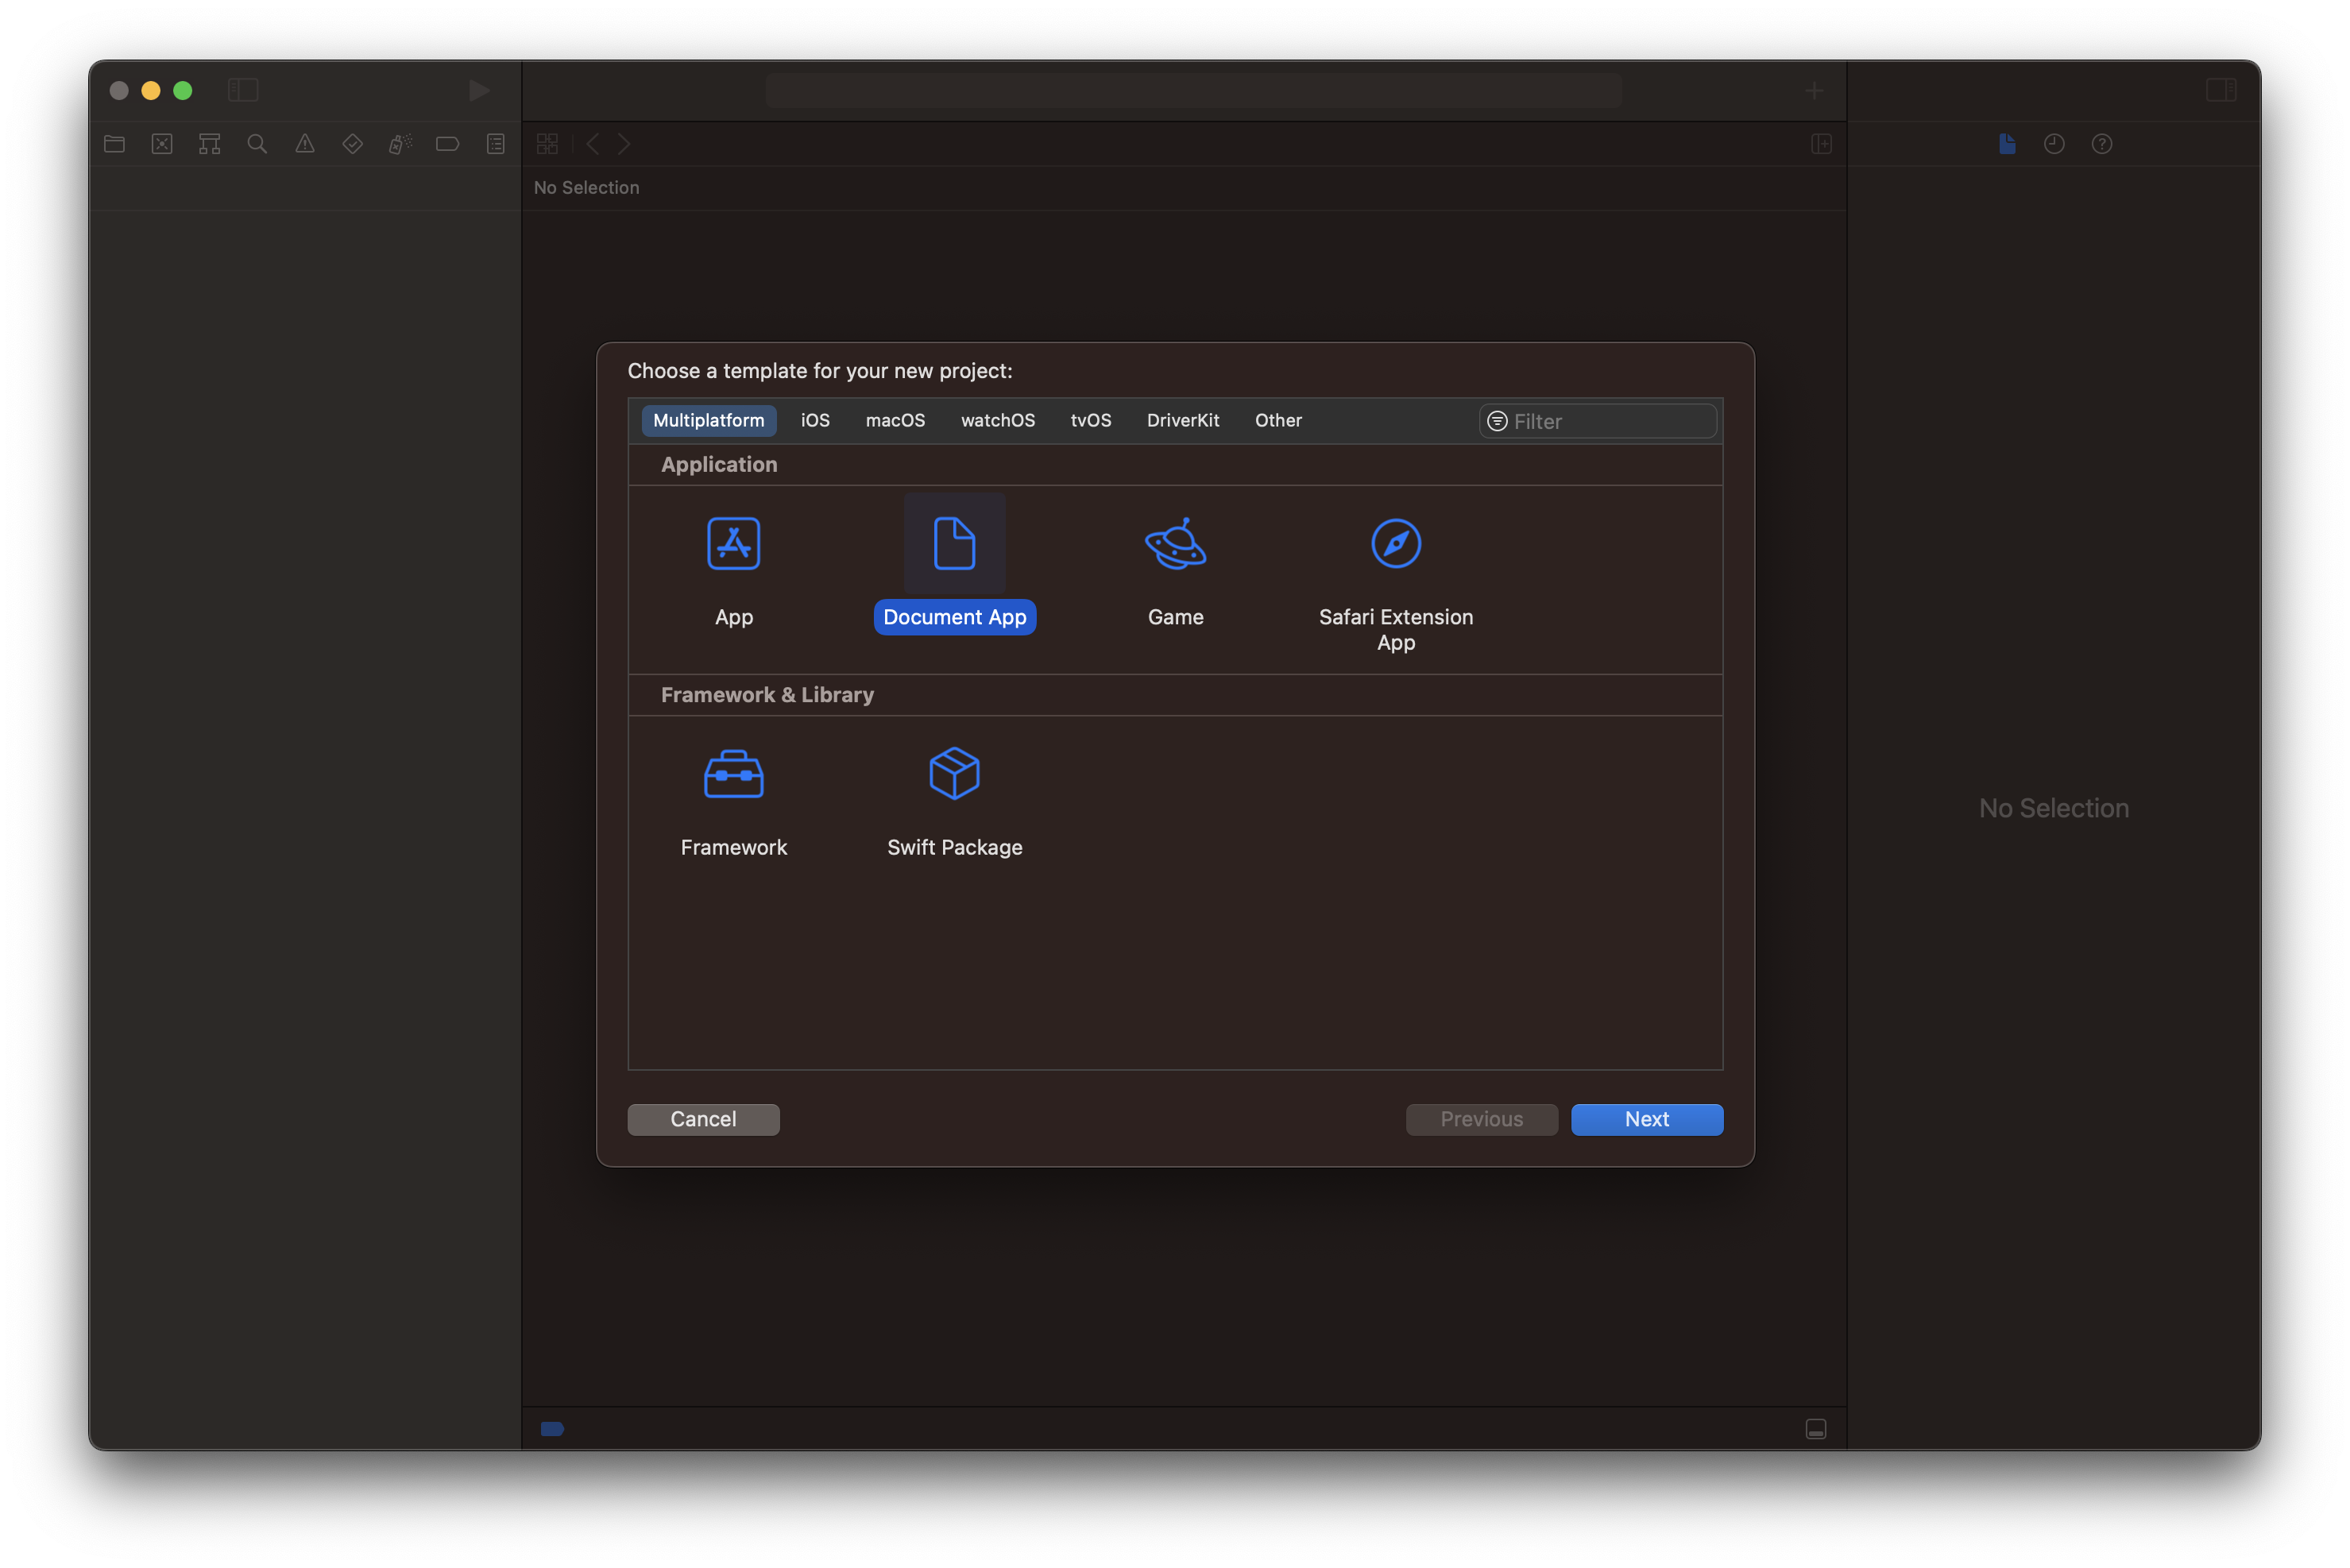 No Selection
Choose a template for your new project:
Multiplatform iOS macOS watchOS tvOS DriverKit Other Filter
Application
App Document App Game Safari Extension App
Framework & Library
Framework Swift Package
No Selection
Cancel Previous Next